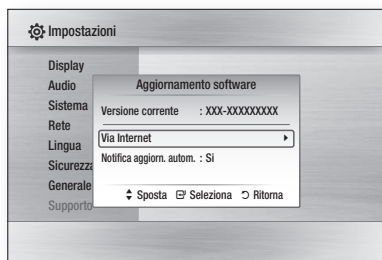 Impostazioni
Display
Audio
Sistema
Rete
Lingua
Sicurezza
Generale
Supporto
Aggiornamento software
Versione corrente : XXX-XXXXXXXXX
Via Internet
Notifica aggiorn. autom. : Si
Sposta Seleziona Ritorna